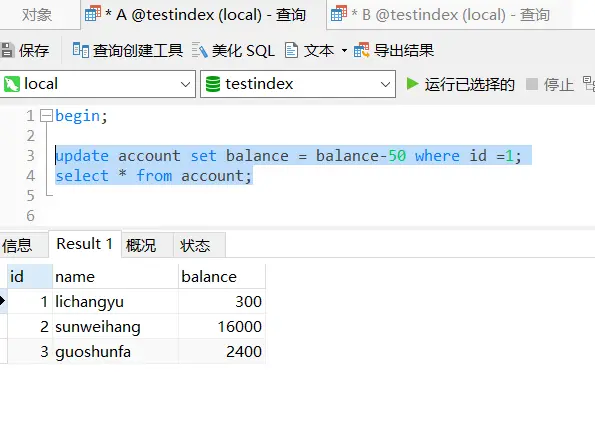 对象 * A @testindex (local) - 查询 * B @testindex (local) - 查询
保存 查询创建工具 美化 SQL 文本 导出结果
local testindex 运行已选择的 停止
1 begin;
2
3 update account set balance = balance-50 where id =1;
4 select * from account;
5
6
信息 Result 1 概况 状态
id name balance
1 lichangyu 300
2 sunweihang 16000
3 guoshunfa 2400